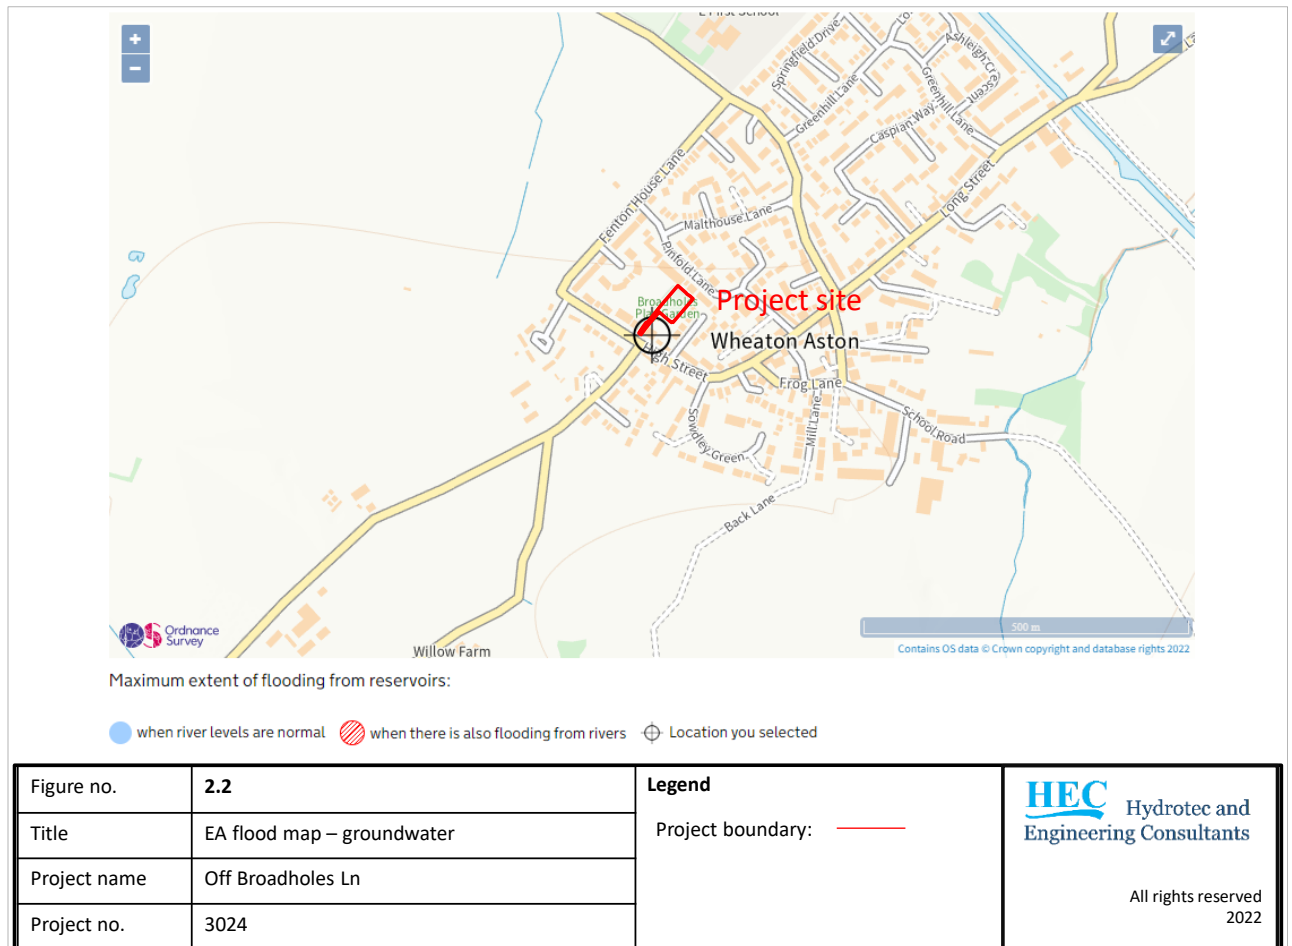 +
−
Springfield Drive
Ashleigh Crescent
Greenhill Lane
Greenhill Lane
Caspian Way
Long Street
Fenton House Lane
Malthouse Lane
Pinfold Lane
Broadholes
Play Garden
Project site
Wheaton Aston
High Street
Frog Lane
School Road
Mill Lane
Sowdley Green
Back Lane
Willow Farm
Ordnance
Survey
500 m
Contains OS data © Crown copyright and database rights 2022
Maximum extent of flooding from reservoirs:
when river levels are normal when there is also flooding from rivers Location you selected
Figure no. 2.2
Title EA flood map – groundwater
Project name Off Broadholes Ln
Project no. 3024
Legend
Project boundary:
HEC Hydrotec and
Engineering Consultants
All rights reserved
2022